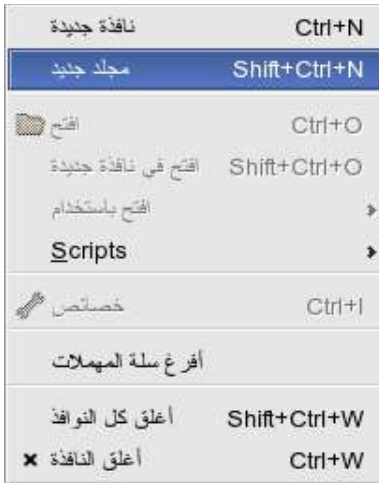 نافذة جديدة Ctrl+N
مجلد جديد Shift+Ctrl+N
افتح Ctrl+O
افتح في نافذة جديدة Shift+Ctrl+O
افتح باستخدام
Scripts
خصائص Ctrl+I
أفرغ سلة المهملات
أغلق كل النوافذ Shift+Ctrl+W
أغلق النافذة Ctrl+W